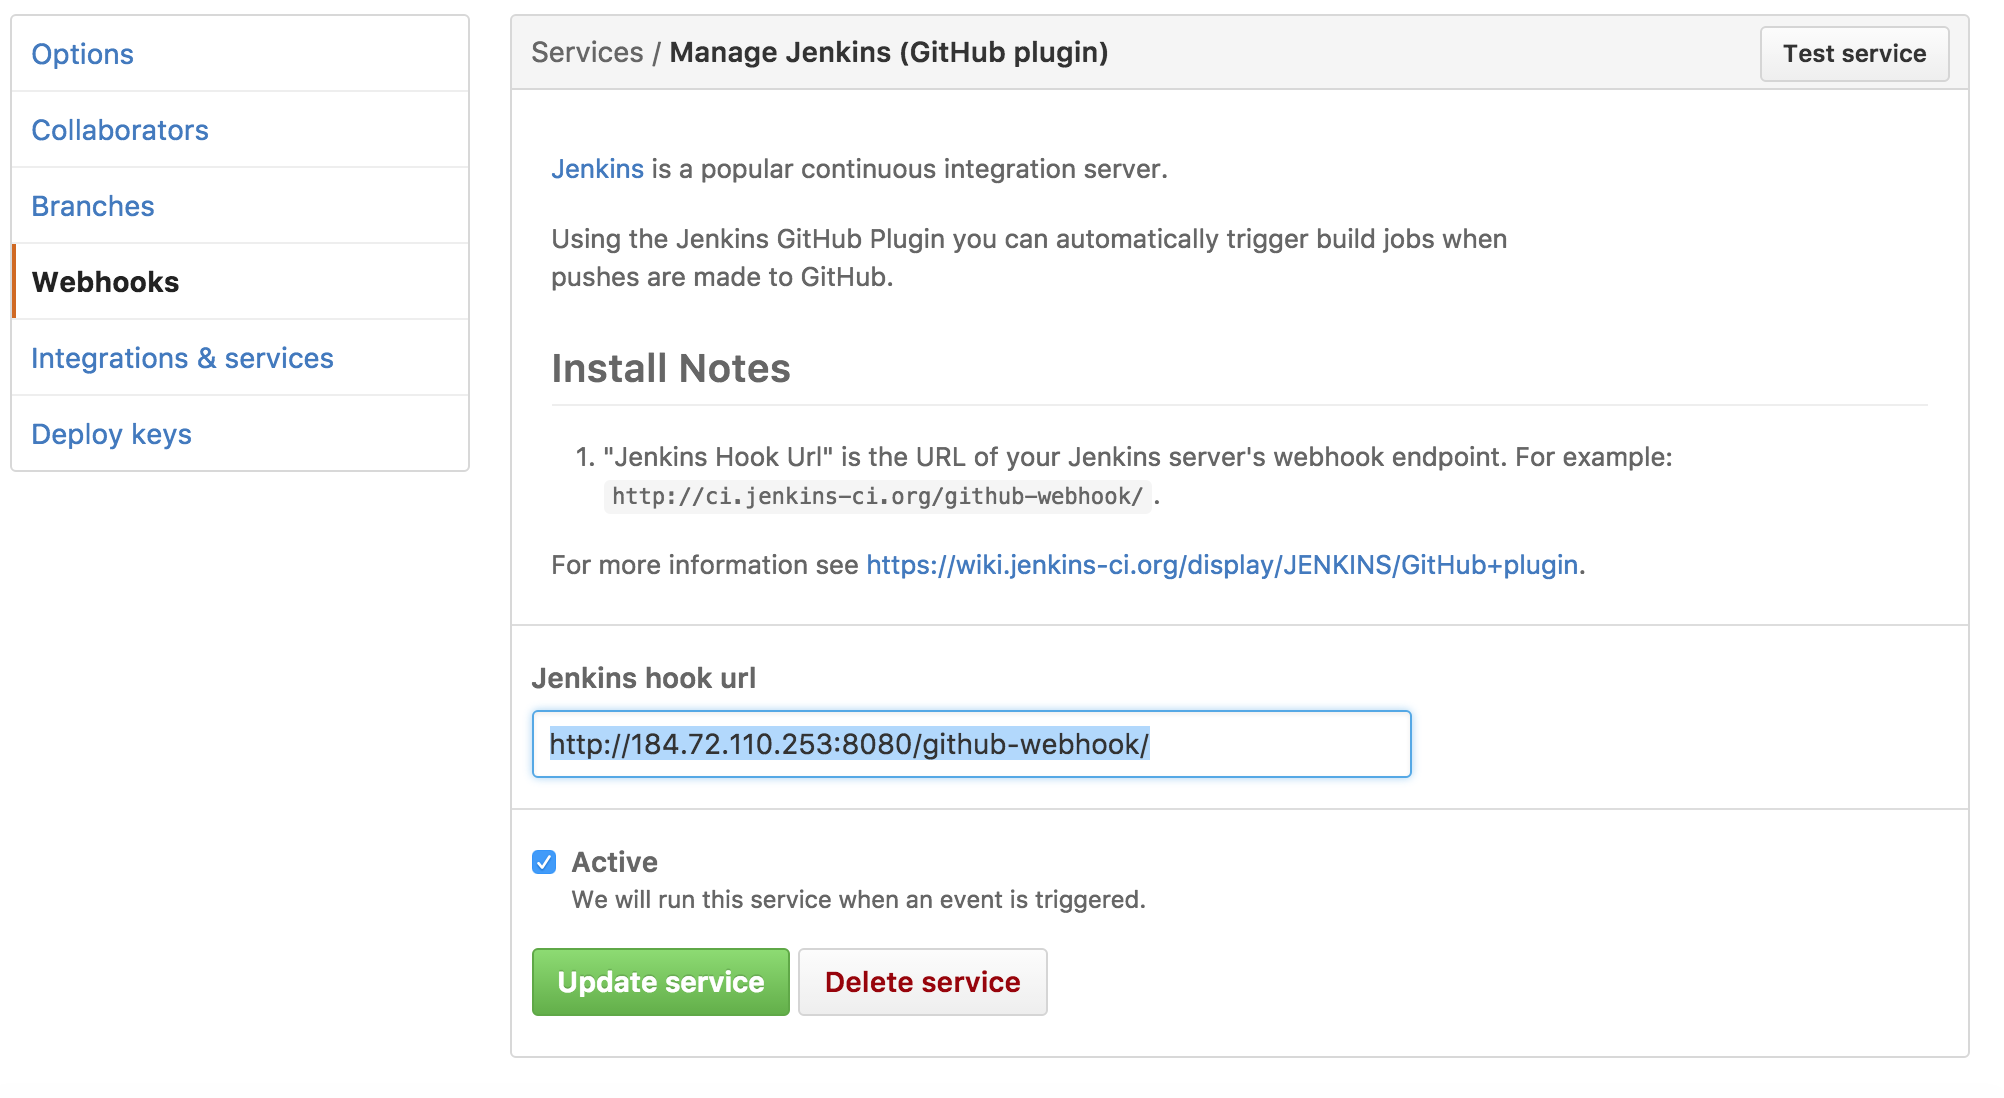 Options
Collaborators
Branches
Webhooks
Integrations & services
Deploy keys
Services / Manage Jenkins (GitHub plugin)
Test service
Jenkins is a popular continuous integration server.
Using the Jenkins GitHub Plugin you can automatically trigger build jobs when
pushes are made to GitHub.
Install Notes
1. "Jenkins Hook Url" is the URL of your Jenkins server's webhook endpoint. For example:
http://ci.jenkins-ci.org/github-webhook/ .
For more information see https://wiki.jenkins-ci.org/display/JENKINS/GitHub+plugin.
Jenkins hook url
http://184.72.110.253:8080/github-webhook/
Active
We will run this service when an event is triggered.
Update service
Delete service